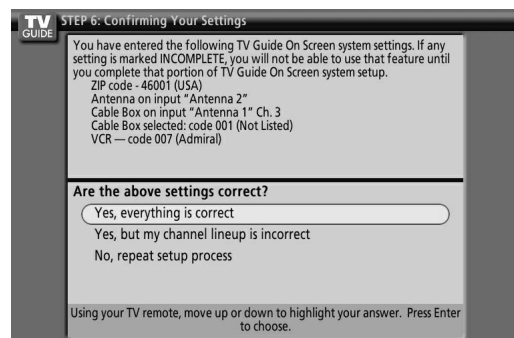 TV
GUIDE
STEP 6: Confirming Your Settings
You have entered the following TV Guide On Screen system settings. If any
setting is marked INCOMPLETE, you will not be able to use that feature until
you complete that portion of TV Guide On Screen system setup.
ZIP code - 46001 (USA)
Antenna on input “Antenna 2”
Cable Box on input “Antenna 1” Ch. 3
Cable Box selected: code 001 (Not Listed)
VCR — code 007 (Admiral)
Are the above settings correct?
Yes, everything is correct
Yes, but my channel lineup is incorrect
No, repeat setup process
Using your TV remote, move up or down to highlight your answer. Press Enter
to choose.